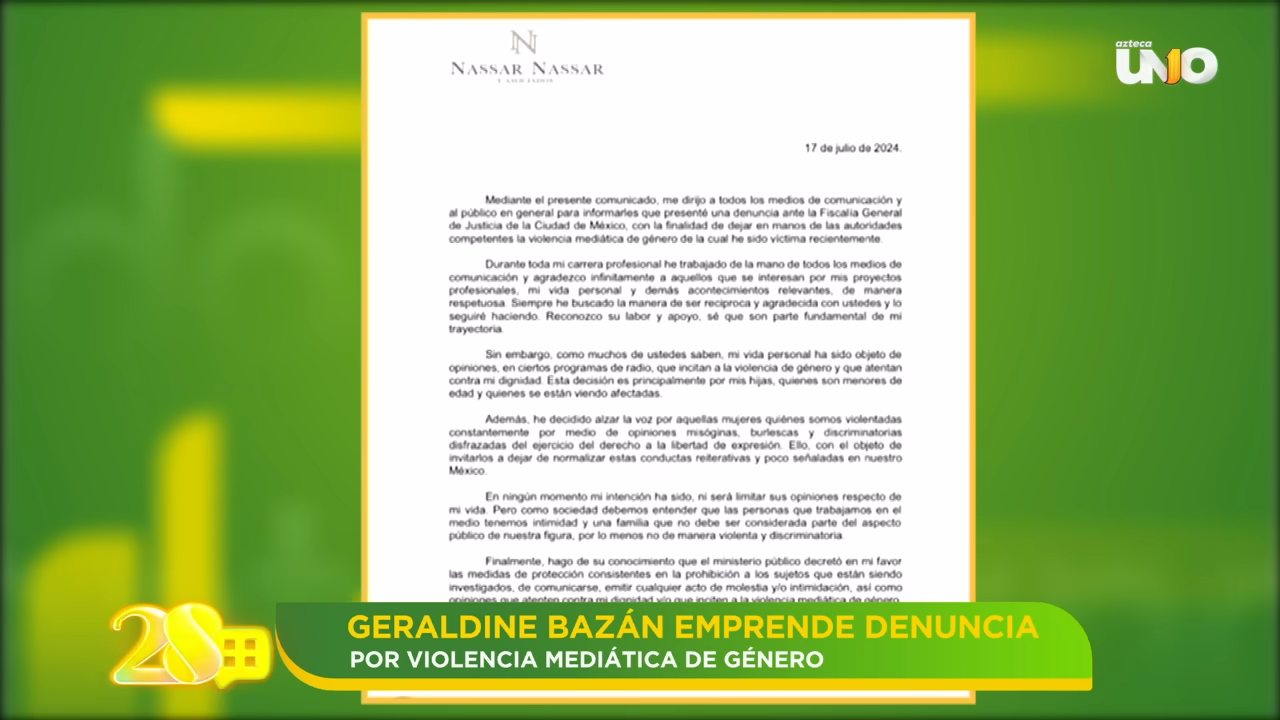 azteca
UNO
N
NASSAR NASSAR
Y ASOCIADOS
17 de julio de 2024.
Mediante el presente comunicado, me dirijo a todos los medios de comunicación y
al público en general para informarles que presenté una denuncia ante la Fiscalía General
de Justicia de la Ciudad de México, con la finalidad de dejar en manos de las autoridades
competentes la violencia mediática de género de la cual he sido víctima recientemente.
Durante toda mi carrera profesional he trabajado de la mano de todos los medios de
comunicación y agradezco infinitamente a aquellos que se interesan por mis proyectos
profesionales, mi vida personal y demás acontecimientos relevantes, de manera
respetuosa. Siempre he buscado la manera de ser recíproca y agradecida con ustedes y lo
seguiré haciendo. Reconozco su labor y apoyo, sé que son parte fundamental de mi
trayectoria.
Sin embargo, como muchos de ustedes saben, mi vida personal ha sido objeto de
opiniones, en ciertos programas de radio, que incitan a la violencia de género y que atentan
contra mi dignidad. Esta decisión es principalmente por mis hijas, quienes son menores de
edad y quienes se están viendo afectadas.
Además, he decidido alzar la voz por aquellas mujeres quiénes somos violentadas
constantemente por medio de opiniones misóginas, burlescas y discriminatorias
disfrazadas del ejercicio del derecho a la libertad de expresión. Ello, con el objeto de
invitarlos a dejar de normalizar estas conductas reiterativas y poco señaladas en nuestro
México.
En ningún momento mi intención ha sido, ni será limitar sus opiniones respecto de
mi vida. Pero como sociedad debemos entender que las personas que trabajamos en el
medio tenemos intimidad y una familia que no debe ser considerada parte del aspecto
público de nuestra figura, por lo menos no de manera violenta y discriminatoria.
Finalmente, hago de su conocimiento que el ministerio público decretó en mi favor
las medidas de protección consistentes en la prohibición a los sujetos que están siendo
investigados, de comunicarse, emitir cualquier acto de molestia y/o intimidación, así como
opiniones que atenten contra mi dignidad y/o que inciten a la violencia mediática de género.
GERALDINE BAZÁN EMPRENDE DENUNCIA
POR VIOLENCIA MEDIÁTICA DE GÉNERO